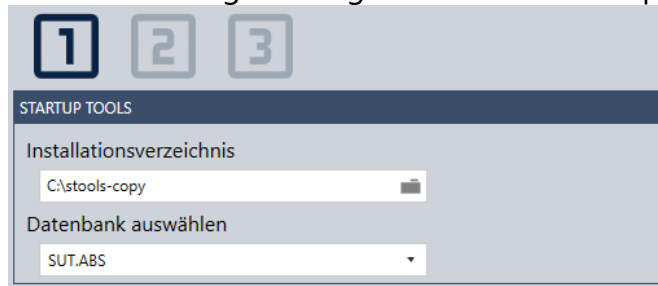 1 2 3
STARTUP TOOLS
Installationsverzeichnis
C:\stools-copy
Datenbank auswählen
SUT.ABS